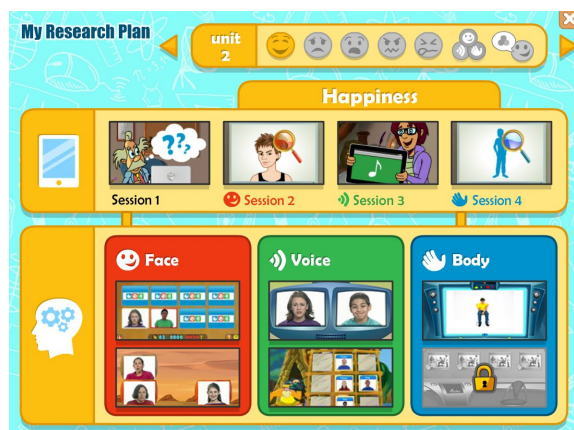 My Research Plan
unit
2
Happiness
???
Session 1
Session 2
Session 3
Session 4
Face
Voice
Body